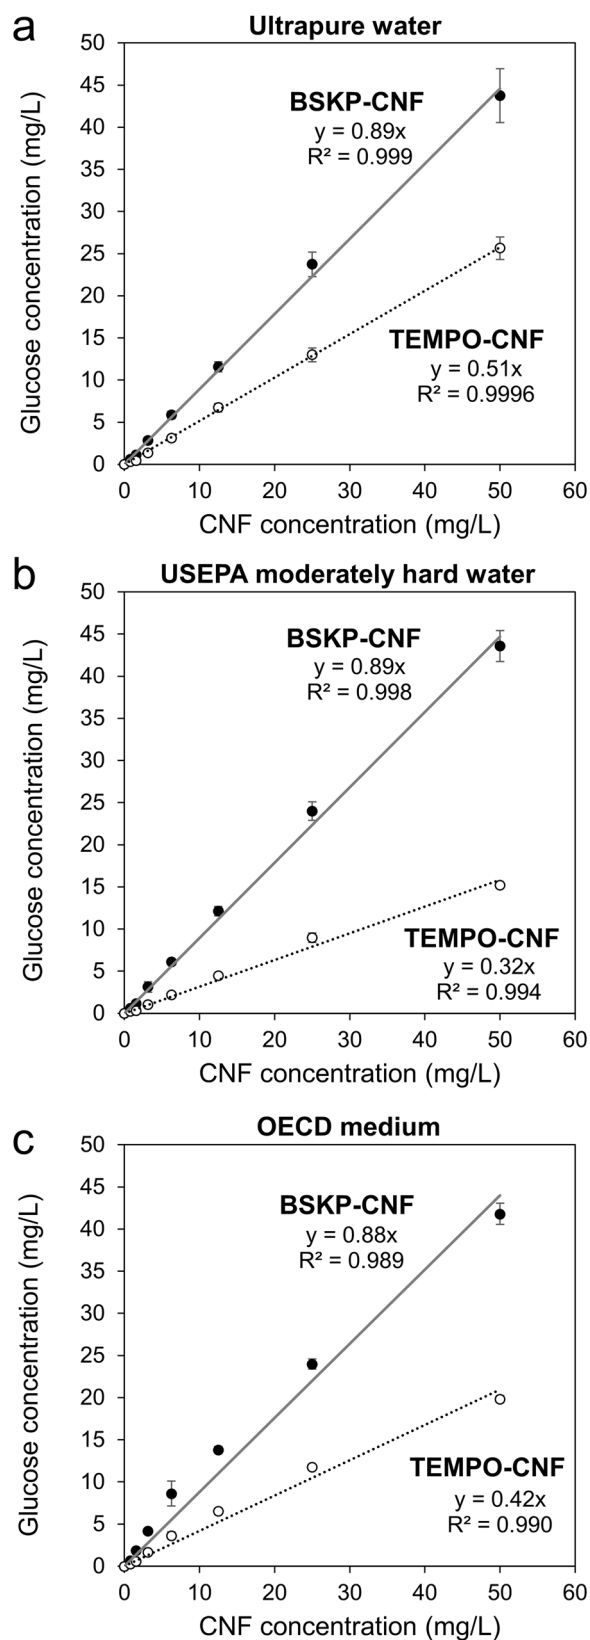 a
Ultrapure water
50
45
40
35
30
25
20
15
10
5
0
Glucose concentration (mg/L)
BSKP-CNF
y = 0.89x
R² = 0.999
TEMPO-CNF
y = 0.51x
R² = 0.9996
0 10 20 30 40 50 60
CNF concentration (mg/L)
b
USEPA moderately hard water
50
45
40
35
30
25
20
15
10
5
0
Glucose concentration (mg/L)
BSKP-CNF
y = 0.89x
R² = 0.998
TEMPO-CNF
y = 0.32x
R² = 0.994
0 10 20 30 40 50 60
CNF concentration (mg/L)
c
OECD medium
50
45
40
35
30
25
20
15
10
5
0
Glucose concentration (mg/L)
BSKP-CNF
y = 0.88x
R² = 0.989
TEMPO-CNF
y = 0.42x
R² = 0.990
0 10 20 30 40 50 60
CNF concentration (mg/L)